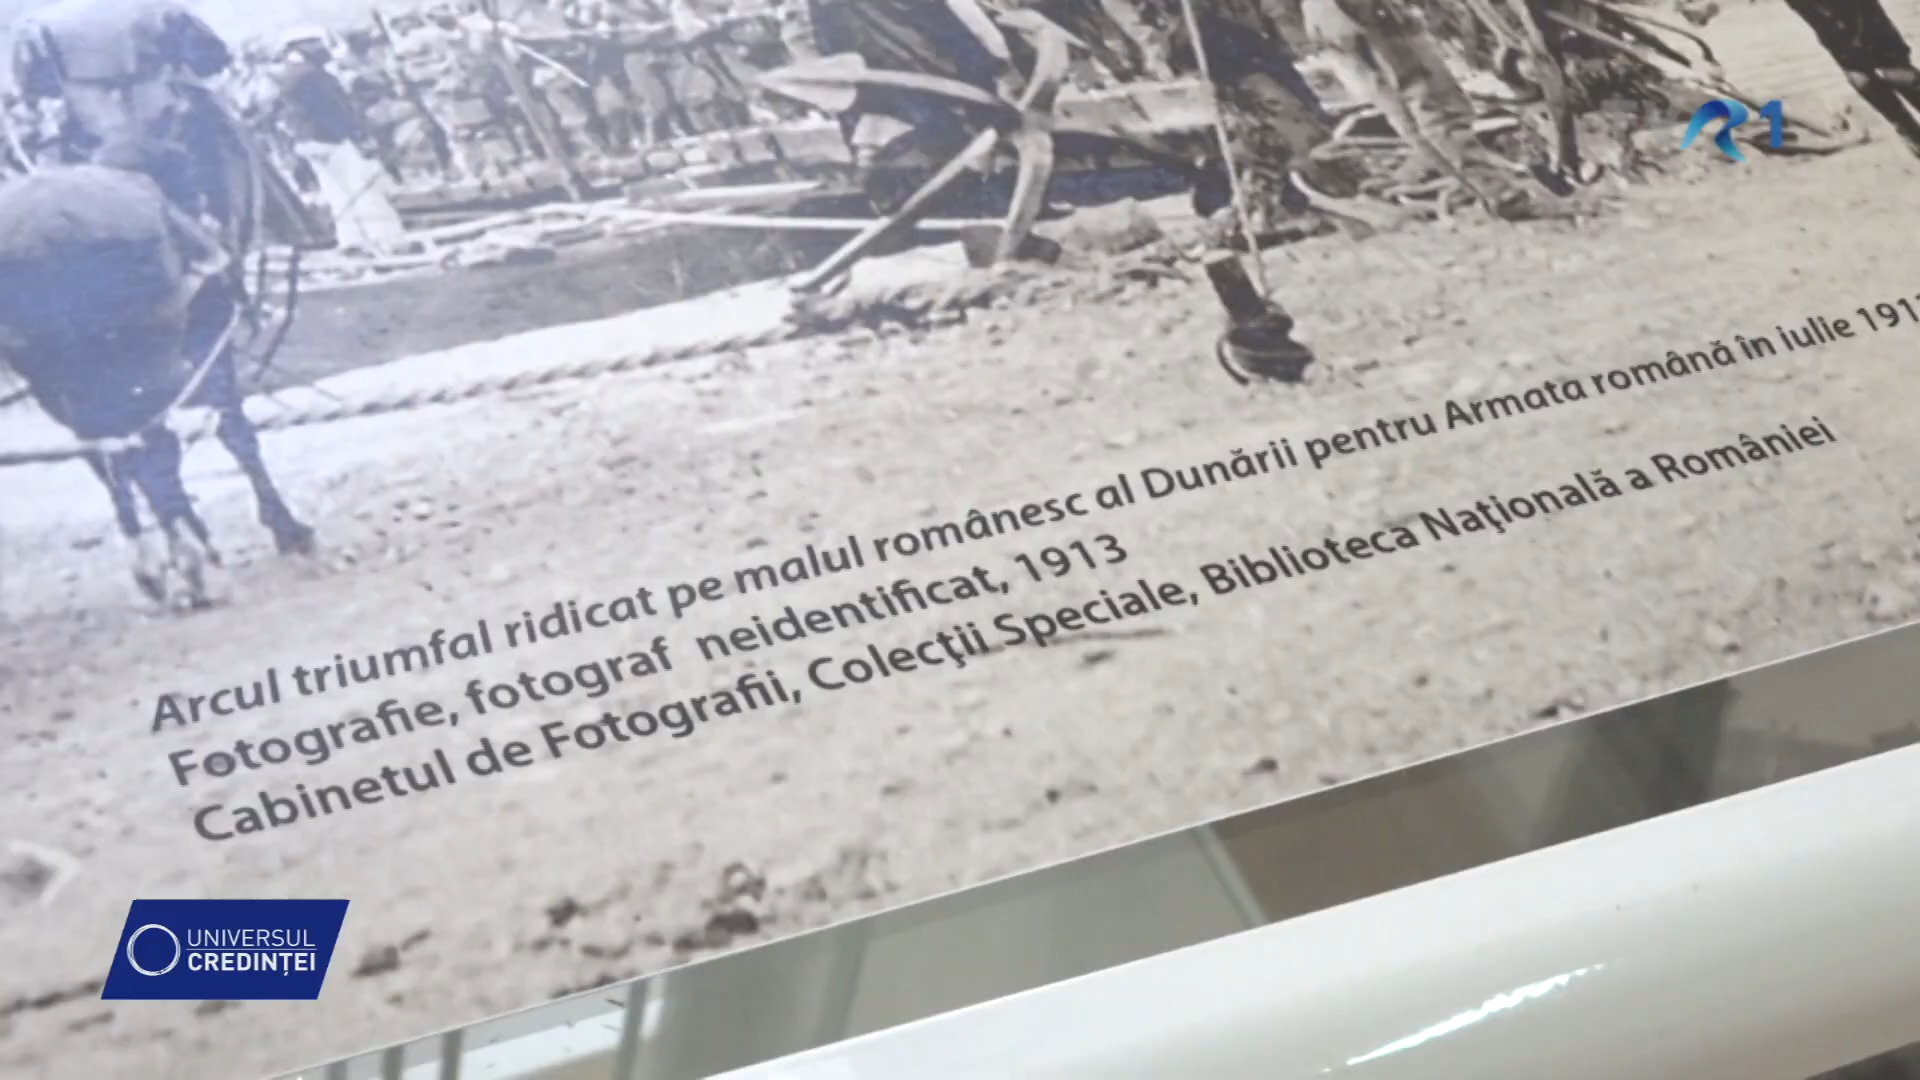 R1
Arcul triumfal ridicat pe malul românesc al Dunării pentru Armata română în iulie
Fotografie, fotograf neidentificat, 1913
Cabinetul de Fotografii, Colecţii Speciale, Biblioteca Naţională a României
UNIVERSUL
CREDINȚEI